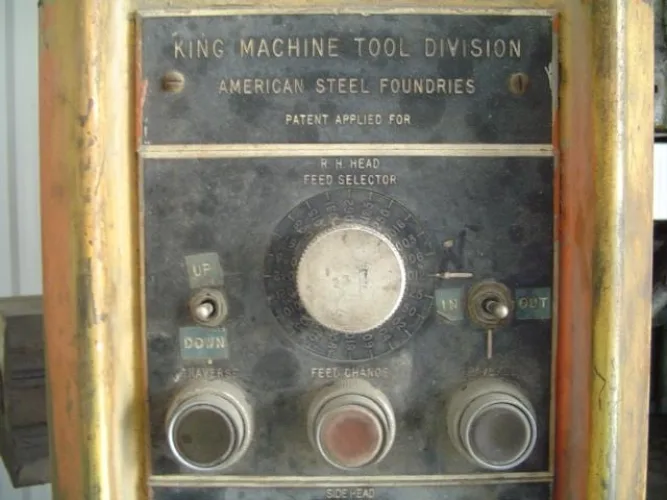 KING MACHINE TOOL DIVISION
AMERICAN STEEL FOUNDRIES
PATENT APPLIED FOR
R.H. HEAD
FEED SELECTOR
UP
IN
OUT
DOWN
TRAVERSE
FEED CHANGE
SIDE HEAD